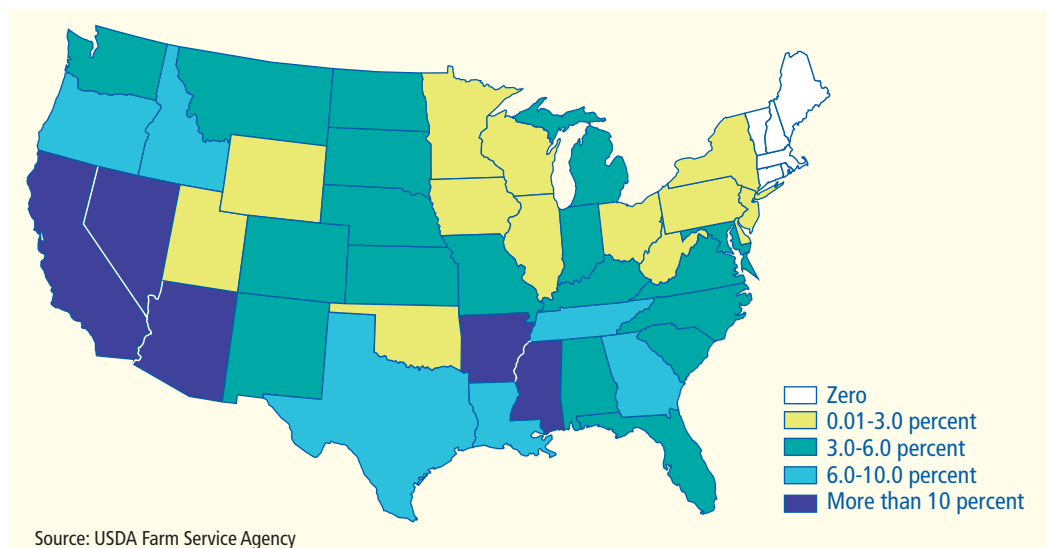 Zero
0.01-3.0 percent
3.0-6.0 percent
6.0-10.0 percent
More than 10 percent
Source: USDA Farm Service Agency